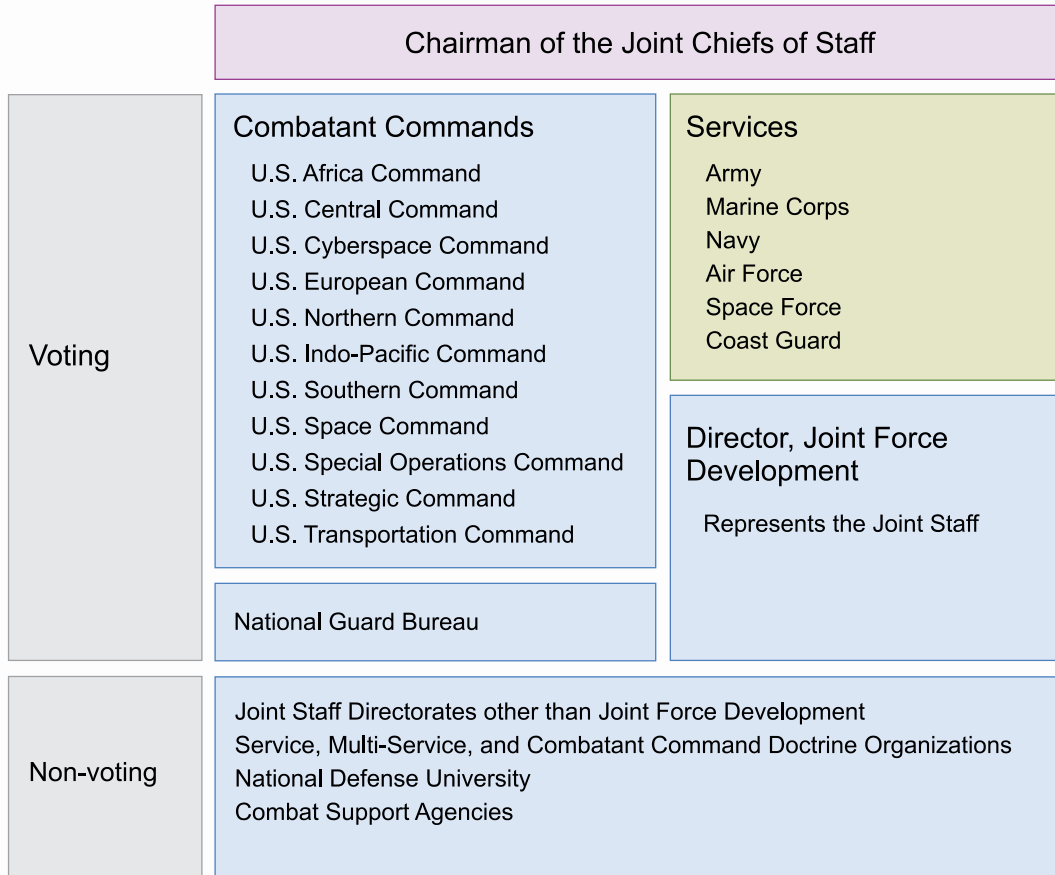 Chairman of the Joint Chiefs of Staff
Voting
Combatant Commands
U.S. Africa Command
U.S. Central Command
U.S. Cyberspace Command
U.S. European Command
U.S. Northern Command
U.S. Indo-Pacific Command
U.S. Southern Command
U.S. Space Command
U.S. Special Operations Command
U.S. Strategic Command
U.S. Transportation Command
National Guard Bureau
Services
Army
Marine Corps
Navy
Air Force
Space Force
Coast Guard
Director, Joint Force
Development
Represents the Joint Staff
Non-voting
Joint Staff Directorates other than Joint Force Development
Service, Multi-Service, and Combatant Command Doctrine Organizations
National Defense University
Combat Support Agencies